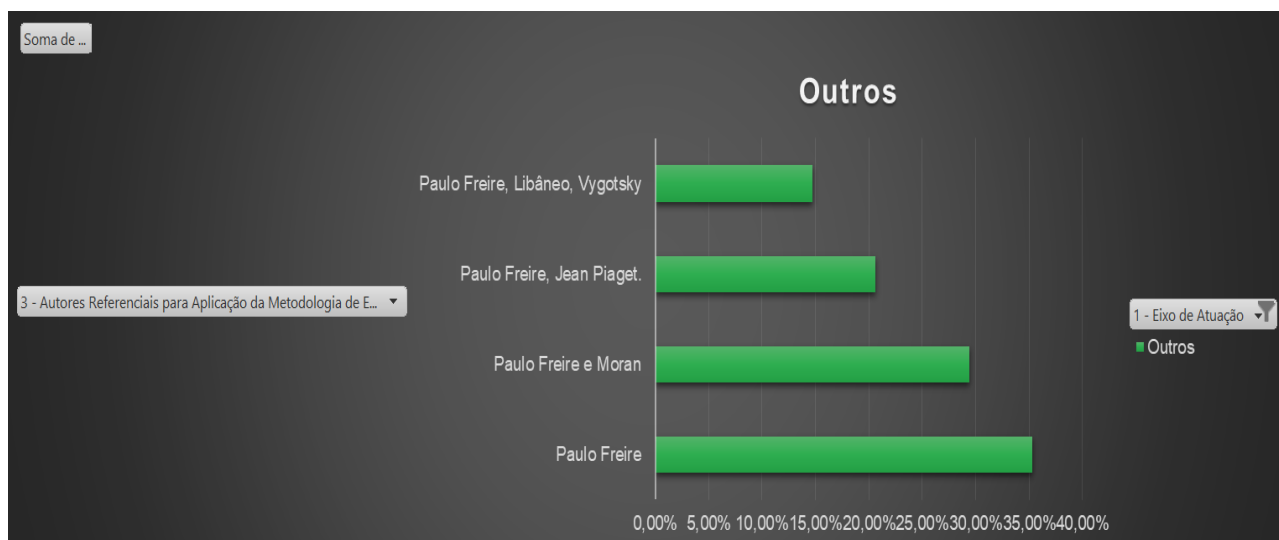 Soma de ...
Outros
Paulo Freire, Libâneo, Vygotsky
Paulo Freire, Jean Piaget.
3 - Autores Referenciais para Aplicação da Metodologia de E...
1 - Eixo de Atuação
Outros
Paulo Freire e Moran
Paulo Freire
0,00% 5,00% 10,00% 15,00% 20,00% 25,00% 30,00% 35,00% 40,00%